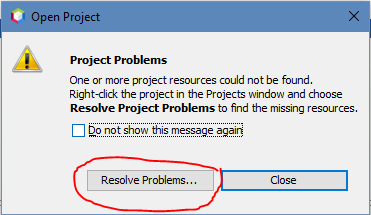 Open Project
Project Problems
One or more project resources could not be found.
Right-click the project in the Projects window and choose
Resolve Project Problems to find the missing resources.
Do not show this message again
Resolve Problems...
Close